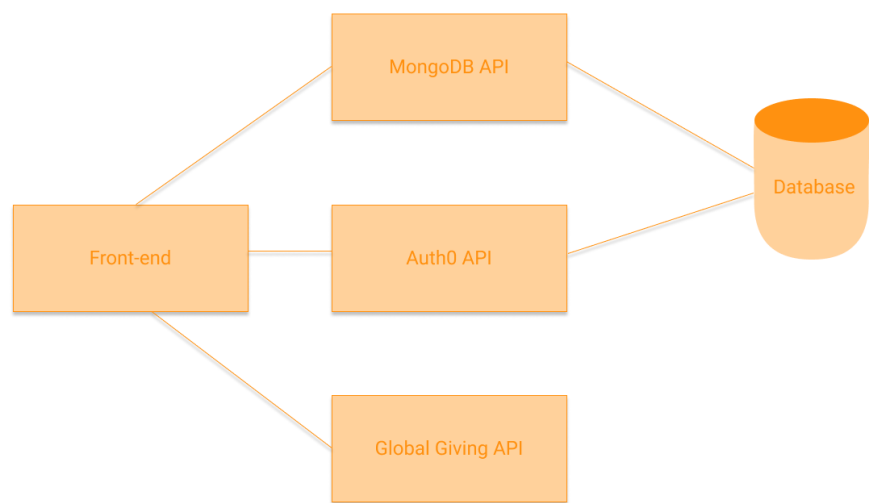 MongoDB API
Database
Front-end
Auth0 API
Global Giving API